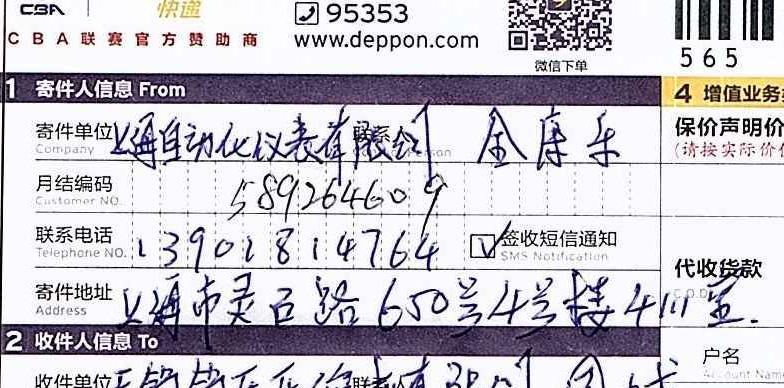 CBA 快递 95353
CBA联赛官方赞助商 www.deppon.com
微信下单
565
1 寄件人信息 From
4 增值业务
寄件单位 上海自动化仪表有限公司 联系人 金康乐
Company
保价声明价
(请按实际价值
月结编码 589264609
Customer NO.
联系电话 13901814764 签收短信通知
Telephone NO. SMS Notification
代收货款
C.O.D
寄件地址 上海市灵石路650号4号楼411室.
Address
2 收件人信息 To
户名
Account Name
收件单位